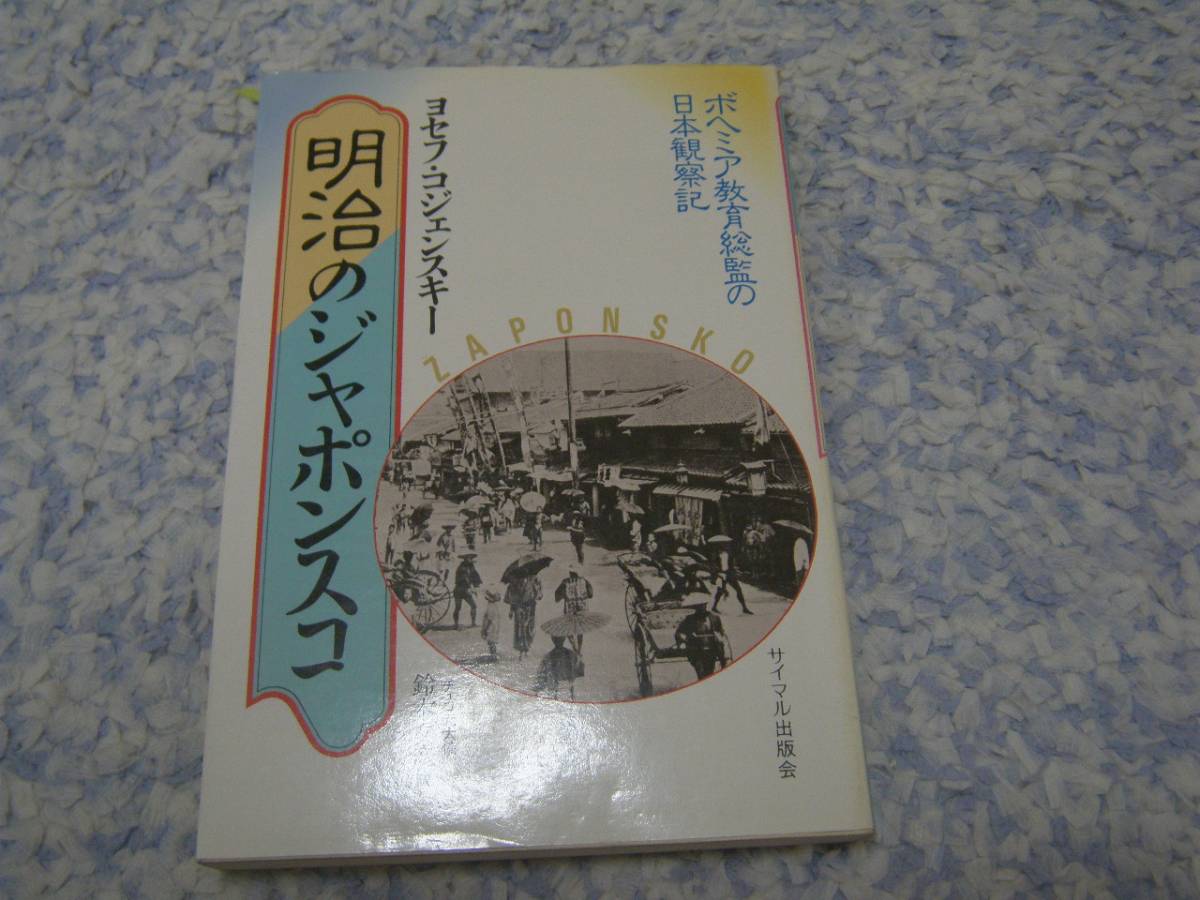 ボヘミア教育総監の
日本観察記
ヨセフ・コジェンスキー
明治のジャポンスコ
ZAPONSKO
サイマル出版会
鈴木